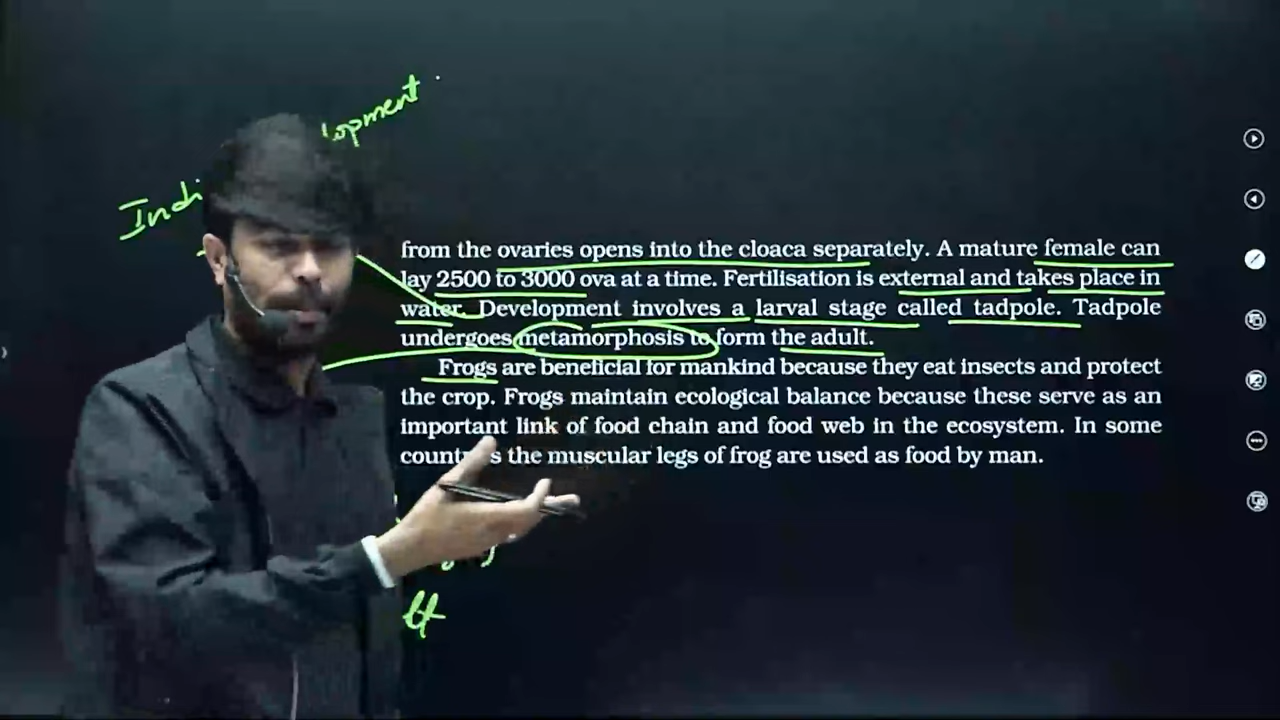 opment
Indi
from the ovaries opens into the cloaca separately. A mature female can
lay 2500 to 3000 ova at a time. Fertilisation is external and takes place in
water. Development involves a larval stage called tadpole. Tadpole
undergoes metamorphosis to form the adult.
Frogs are beneficial for mankind because they eat insects and protect
the crop. Frogs maintain ecological balance because these serve as an
important link of food chain and food web in the ecosystem. In some
the muscular legs of frog are used as food by man.